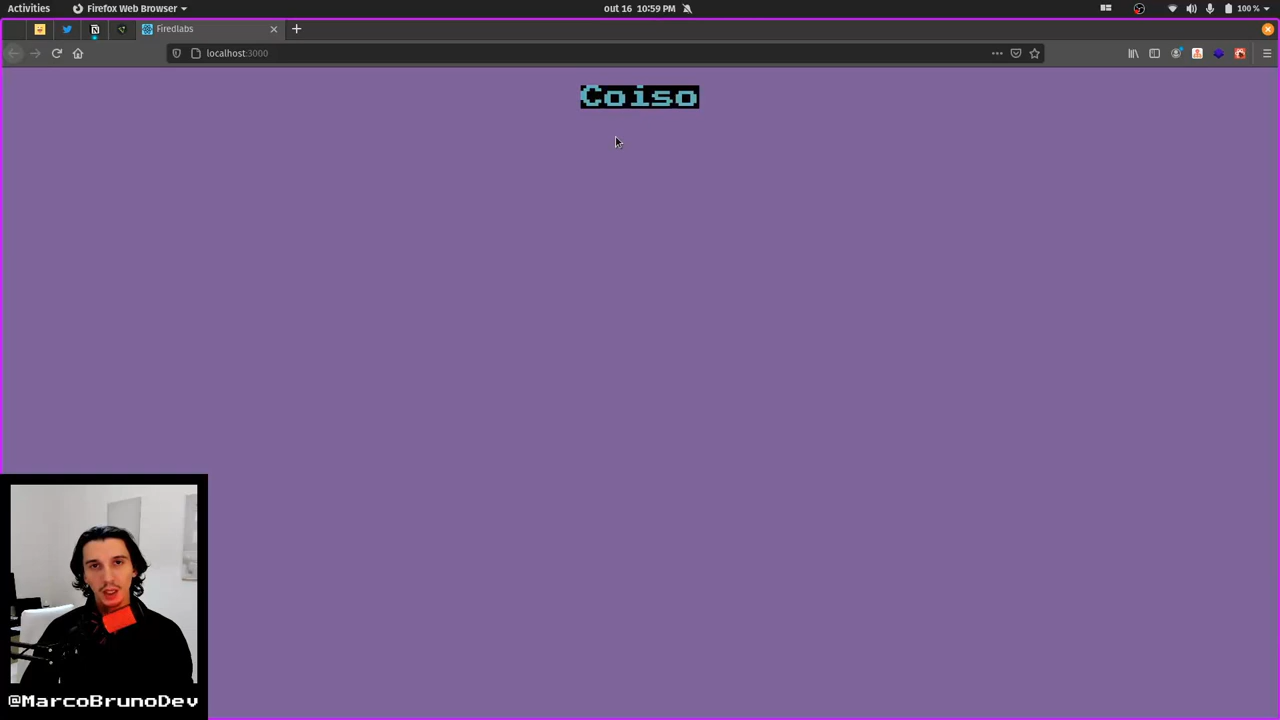 Activities
Firefox Web Browser
out 16 10:59 PM
100 %
Firedlabs
localhost:3000
Coiso
@MarcoBrunoDev